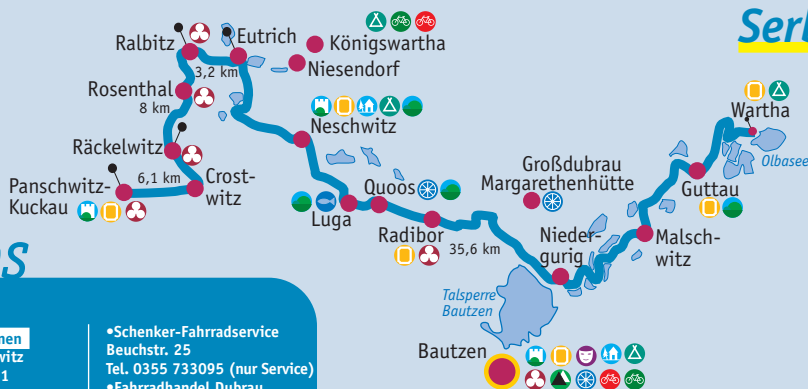 Serb
Ralbitz
Eutrich
Königswartha
Niesendorf
3,2 km
Rosenthal
8 km
Räckelwitz
6,1 km
Panschwitz-
Kuckau
Crost-
witz
Neschwitz
Luga
Quoos
Radibor
35,6 km
Großdubrau
Margarethenhütte
Nieder-
gurig
Malsch-
witz
Guttau
Wartha
Olbasee
Talsperre
Bautzen
Bautzen
•Schenker-Fahrradservice
Beuchstr. 25
Tel. 0355 733095 (nur Service)
•Fahrradhandel Dubrau